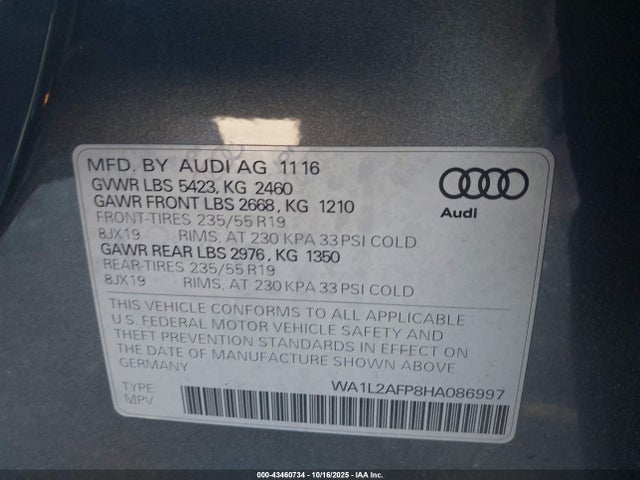 MFD. BY AUDI AG 1116
GVWR LBS 5423, KG 2460
GAWR FRONT LBS 2668, KG 1210
FRONT-TIRES 235/55 R19
8JX19 RIMS, AT 230 KPA 33 PSI COLD
GAWR REAR LBS 2976, KG 1350
REAR-TIRES 235/55 R19
8JX19 RIMS, AT 230 KPA 33 PSI COLD
Audi
THIS VEHICLE CONFORMS TO ALL APPLICABLE
U.S. FEDERAL MOTOR VEHICLE SAFETY AND
THEFT PREVENTION STANDARDS IN EFFECT ON
THE DATE OF MANUFACTURE SHOWN ABOVE
GERMANY
WA1L2AFP8HA086997
TYPE:
MPV
000-43460734 - 10/16/2025 - IAA Inc.